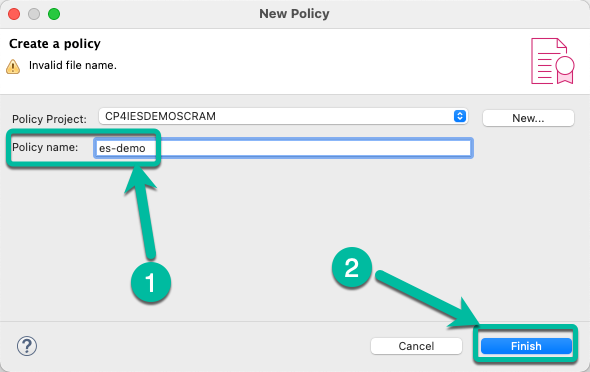 New Policy
Create a policy
Invalid file name.
Policy Project: CP4IESDEMOSCRAM New...
Policy name: es-demo
1
2
? Cancel Finish